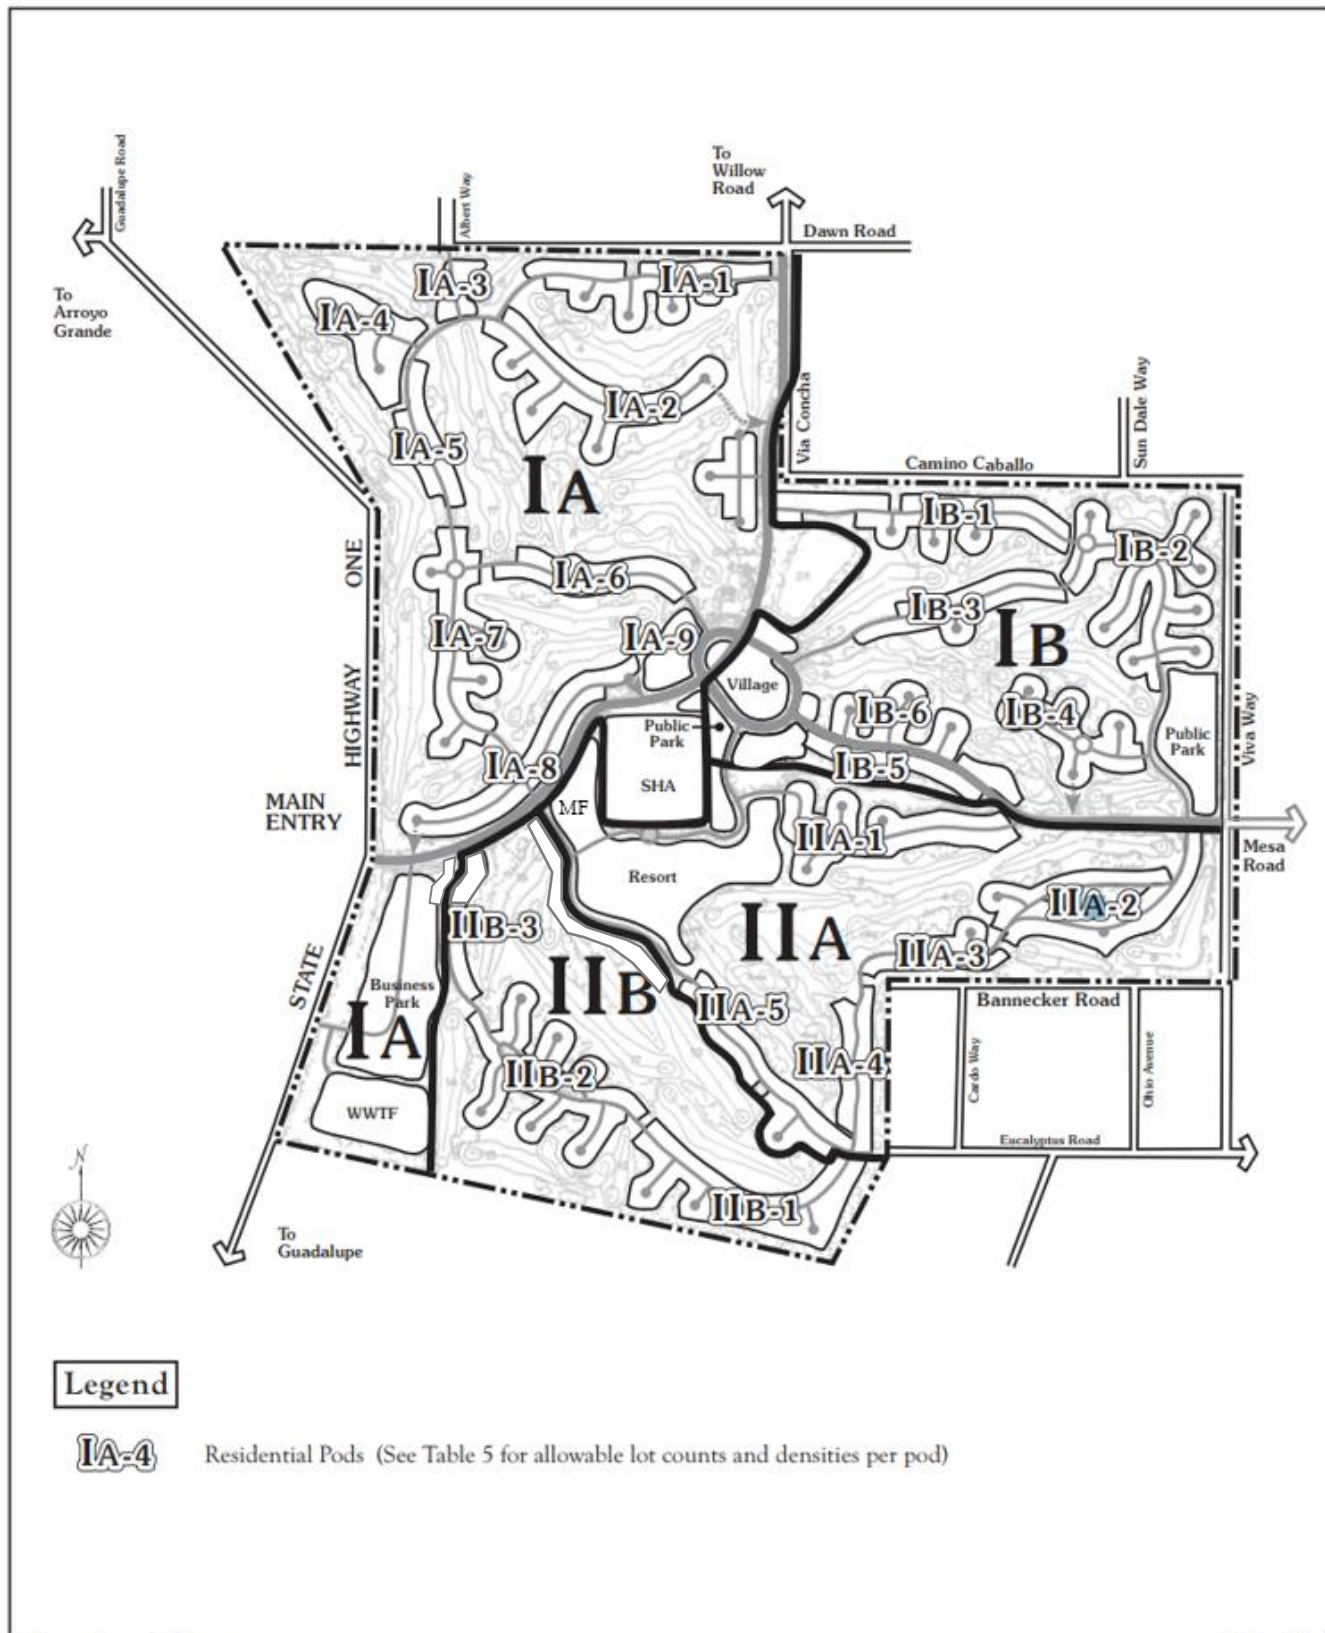 Guadalupe Road
To
Willow
Road
Albert Way
Dawn Road
To
Arroyo
Grande
IA-3
IA-1
IA-4
IA-2
Via Concha
Sun Dale Way
IA-5
Camino Caballo
IA
IB-1
IB-2
ONE
IA-6
IB-3
IA-7
IA-9
IB
HIGHWAY
Village
IB-6
IB-4
Public
Park
Public
Park
Viva Way
IA-8
IB-5
SHA
MF
MAIN
ENTRY
IIA-1
Mesa
Road
Resort
IIA-2
IIB-3
IIA
IIA-3
STATE
Business
Park
IIB
IIA-5
Bannecker Road
IA
IIB-2
IIA-4
Cardo Way
Ohio Avenue
WWTF
Eucalyptus Road
N
IIB-1
To
Guadalupe
Legend
IA-4 Residential Pods (See Table 5 for allowable lot counts and densities per pod)